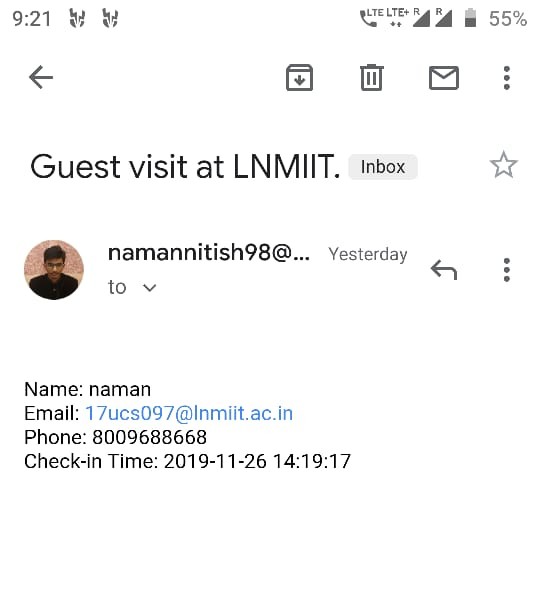 9:21 LTE LTE+ R R 55%
Guest visit at LNMIIT. Inbox
namannitish98@... Yesterday
to
Name: naman
Email: 17ucs097@lnmiit.ac.in
Phone: 8009688668
Check-in Time: 2019-11-26 14:19:17